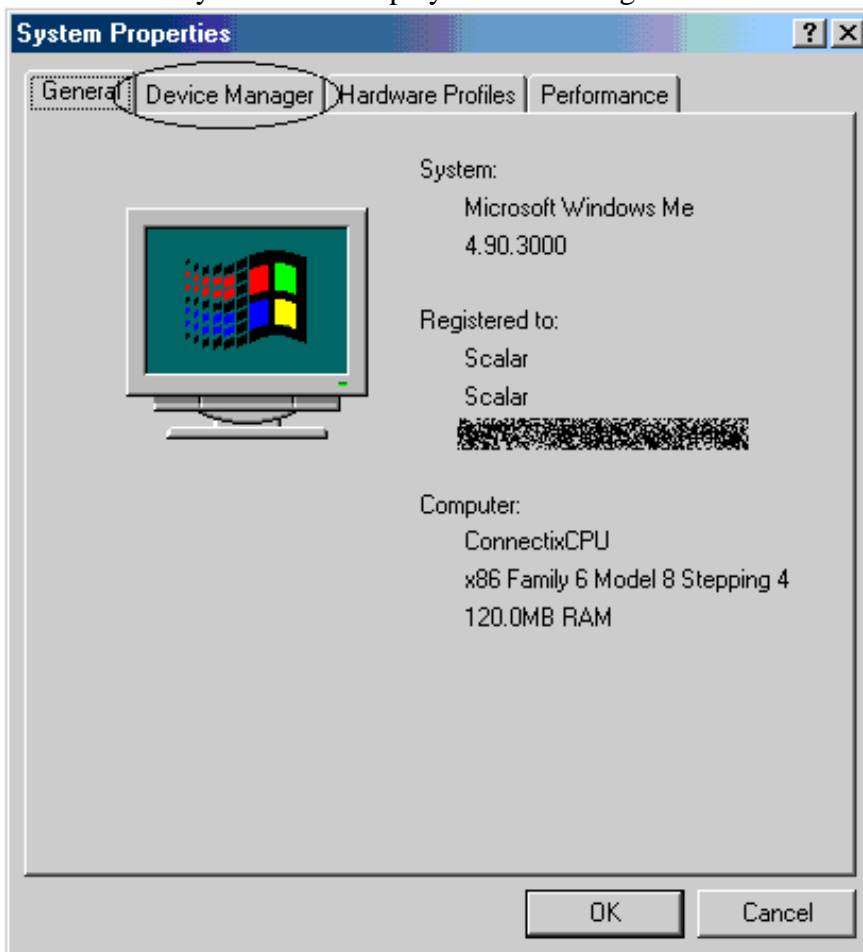 System Properties
? X
General Device Manager Hardware Profiles Performance
System:
Microsoft Windows Me
4.90.3000
Registered to:
Scalar
Scalar
Computer:
ConnectixCPU
x86 Family 6 Model 8 Stepping 4
120.0MB RAM
OK Cancel